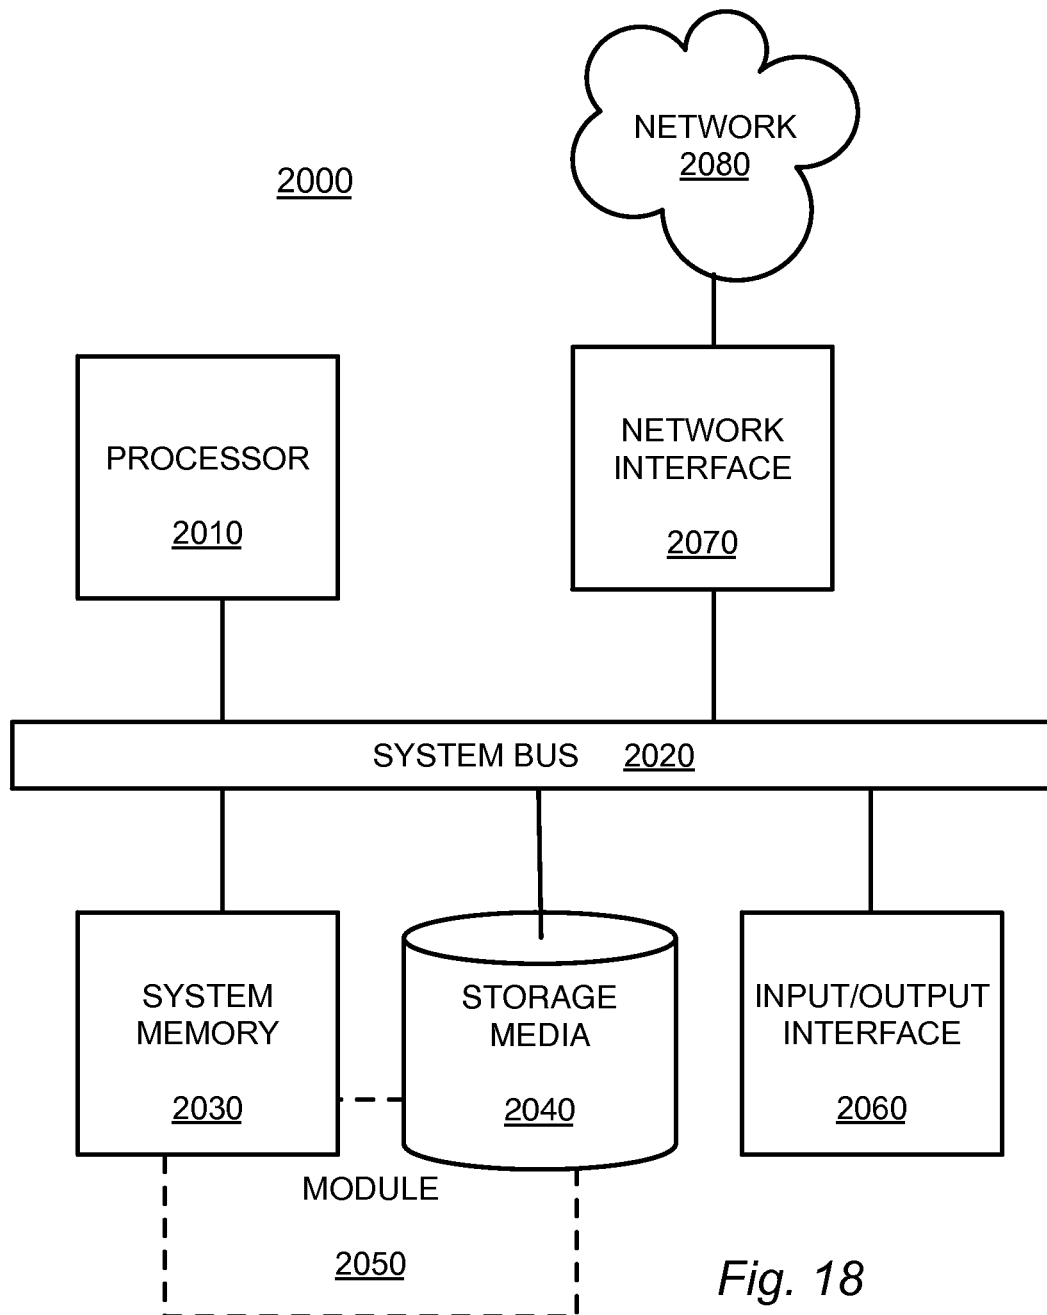 NETWORK
2080
2000
PROCESSOR
2010
NETWORK
INTERFACE
2070
SYSTEM BUS 2020
SYSTEM
MEMORY
2030
STORAGE
MEDIA
2040
INPUT/OUTPUT
INTERFACE
2060
MODULE
2050
Fig. 18